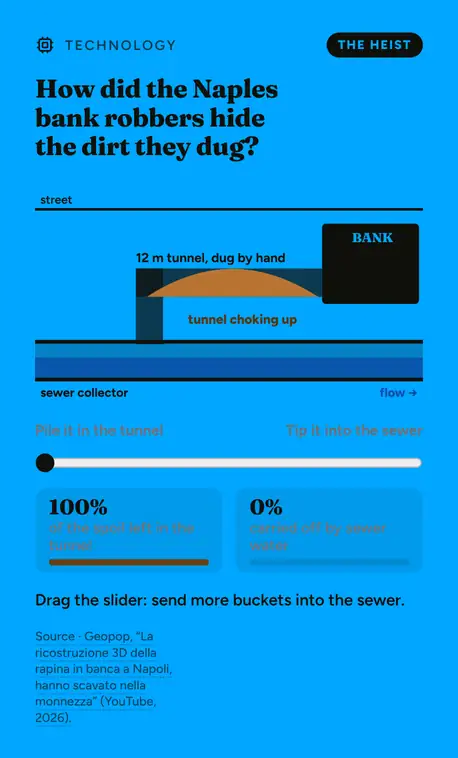 TECHNOLOGY
THE HEIST
How did the Naples
bank robbers hide
the dirt they dug?
street
BANK
12 m tunnel, dug by hand
tunnel choking up
sewer collector
flow →
Pile it in the tunnel
Tip it into the sewer
100%
of the spoil left in the
tunnel
0%
carried off by sewer
water
Drag the slider: send more buckets into the sewer.
Source · Geopop, “La
ricostruzione 3D della
rapina in banca a Napoli,
hanno scavato nella
monnezza” (YouTube,
2026).